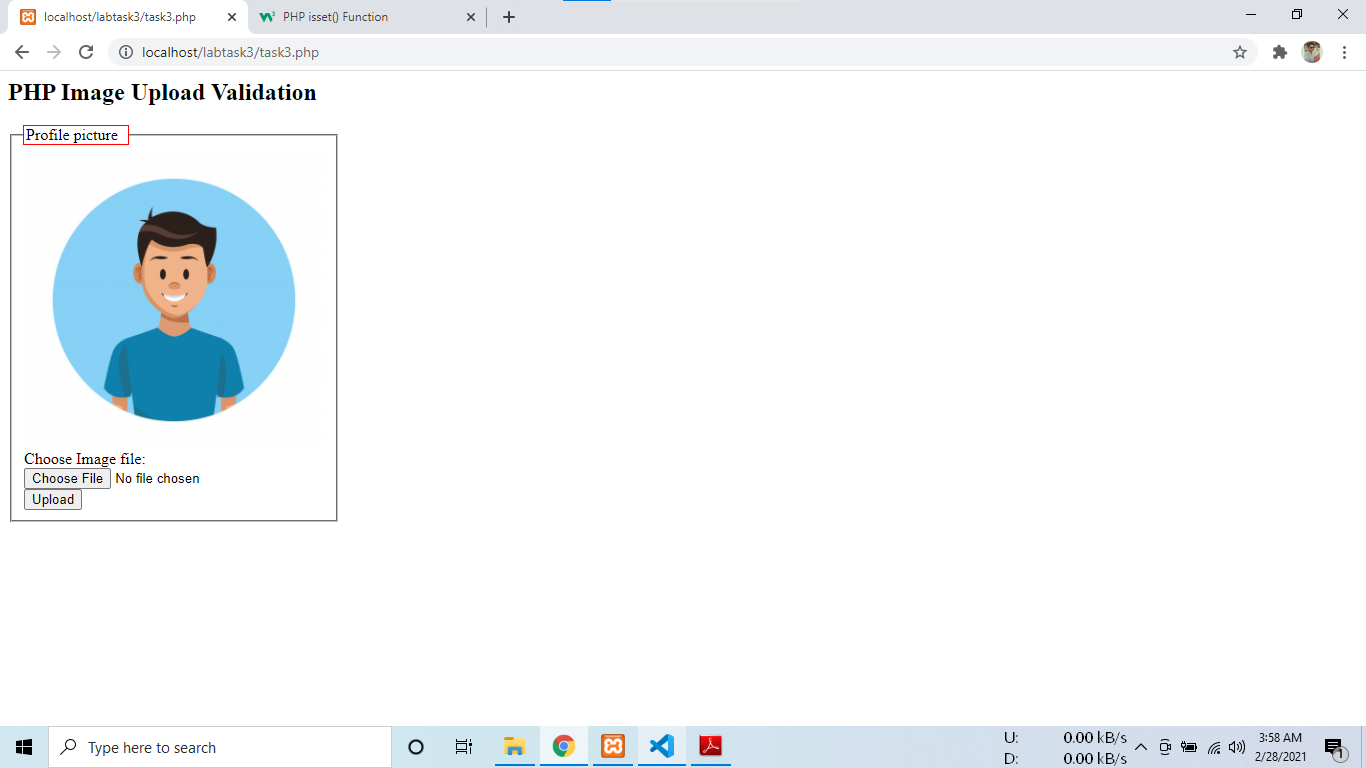 localhost/labtask3/task3.php
PHP isset() Function
localhost/labtask3/task3.php
PHP Image Upload Validation
Profile picture
Choose Image file:
Choose File No file chosen
Upload
Type here to search
U: 0.00 kB/s
D: 0.00 kB/s
3:58 AM
2/28/2021
1